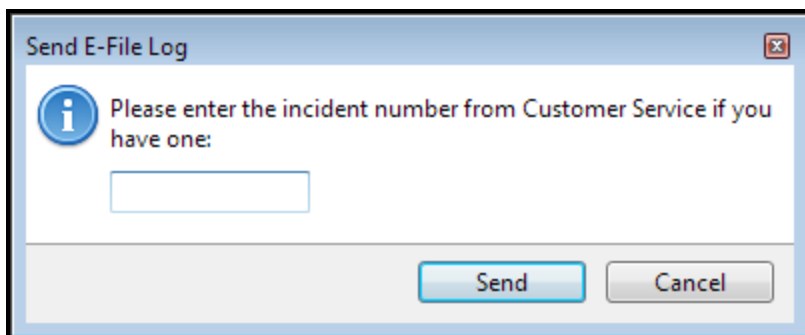 Send E-File Log
Please enter the incident number from Customer Service if you
have one:
Send
Cancel